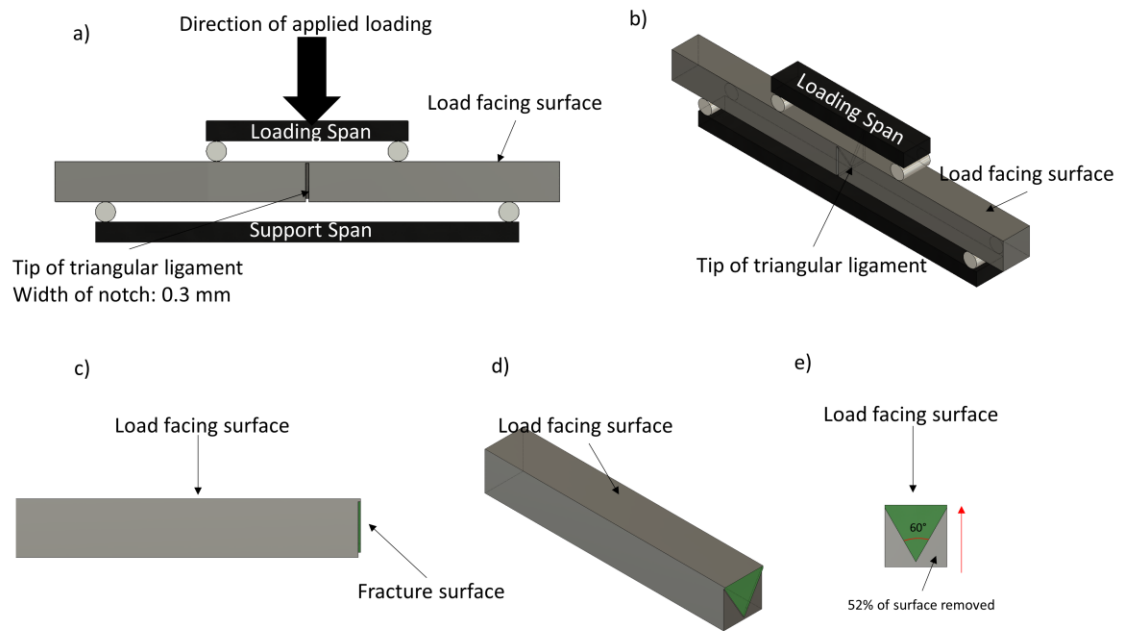 a)
Direction of applied loading
Load facing surface
Loading Span
Support Span
Tip of triangular ligament
Width of notch: 0.3 mm
b)
Loading Span
Load facing surface
Tip of triangular ligament
c)
Load facing surface
Fracture surface
d)
Load facing surface
e)
Load facing surface
60°
52% of surface removed